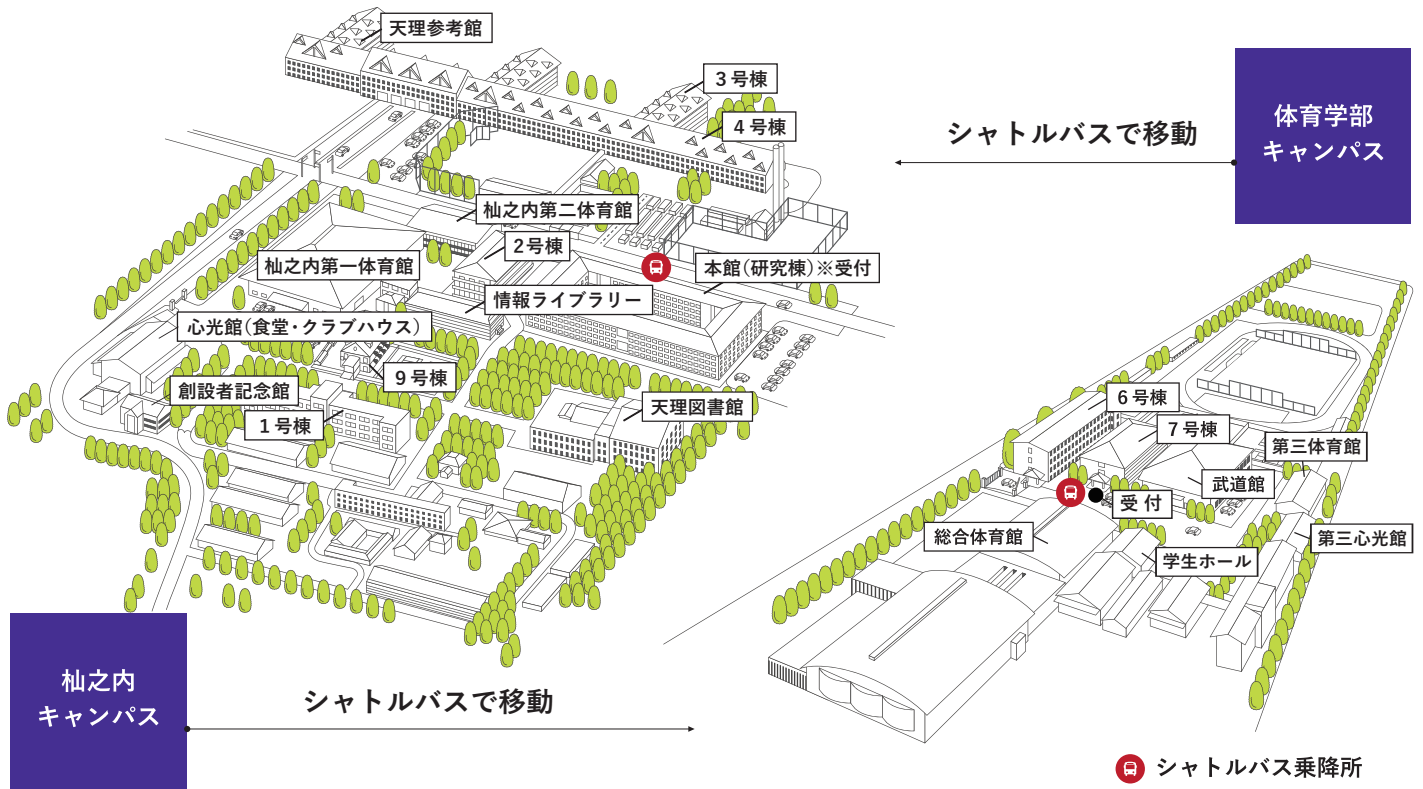 天理参考館
3号棟
4号棟
シャトルバスで移動
体育学部
キャンパス
杣之内第二体育館
2号棟
杣之内第一体育館
本館(研究棟)※受付
情報ライブラリー
心光館(食堂・クラブハウス)
9号棟
創設者記念館
1号棟
天理図書館
6号棟
7号棟
第三体育館
武道館
受付
総合体育館
第三心光館
学生ホール
杣之内
キャンパス
シャトルバスで移動
シャトルバス乗降所